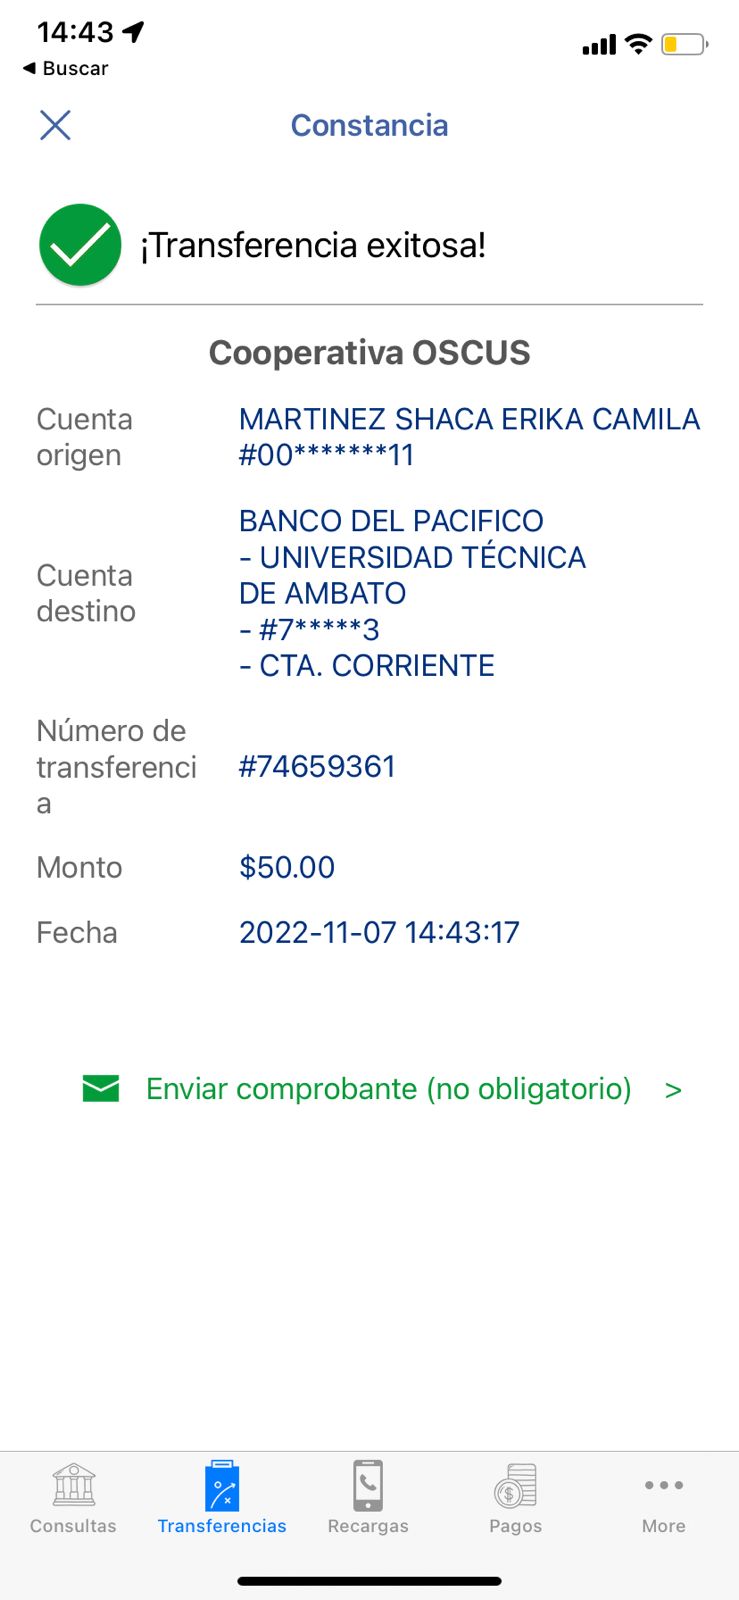 14:43
◀ Buscar
Constancia
¡Transferencia exitosa!
Cooperativa OSCUS
Cuenta
origen
MARTINEZ SHACA ERIKA CAMILA
#00*******11
Cuenta
destino
BANCO DEL PACIFICO
- UNIVERSIDAD TÉCNICA
DE AMBATO
- #7*****3
- CTA. CORRIENTE
Número de
transferenci
a
#74659361
Monto
$50.00
Fecha
2022-11-07 14:43:17
Enviar comprobante (no obligatorio) >
Consultas
Transferencias
Recargas
Pagos
More